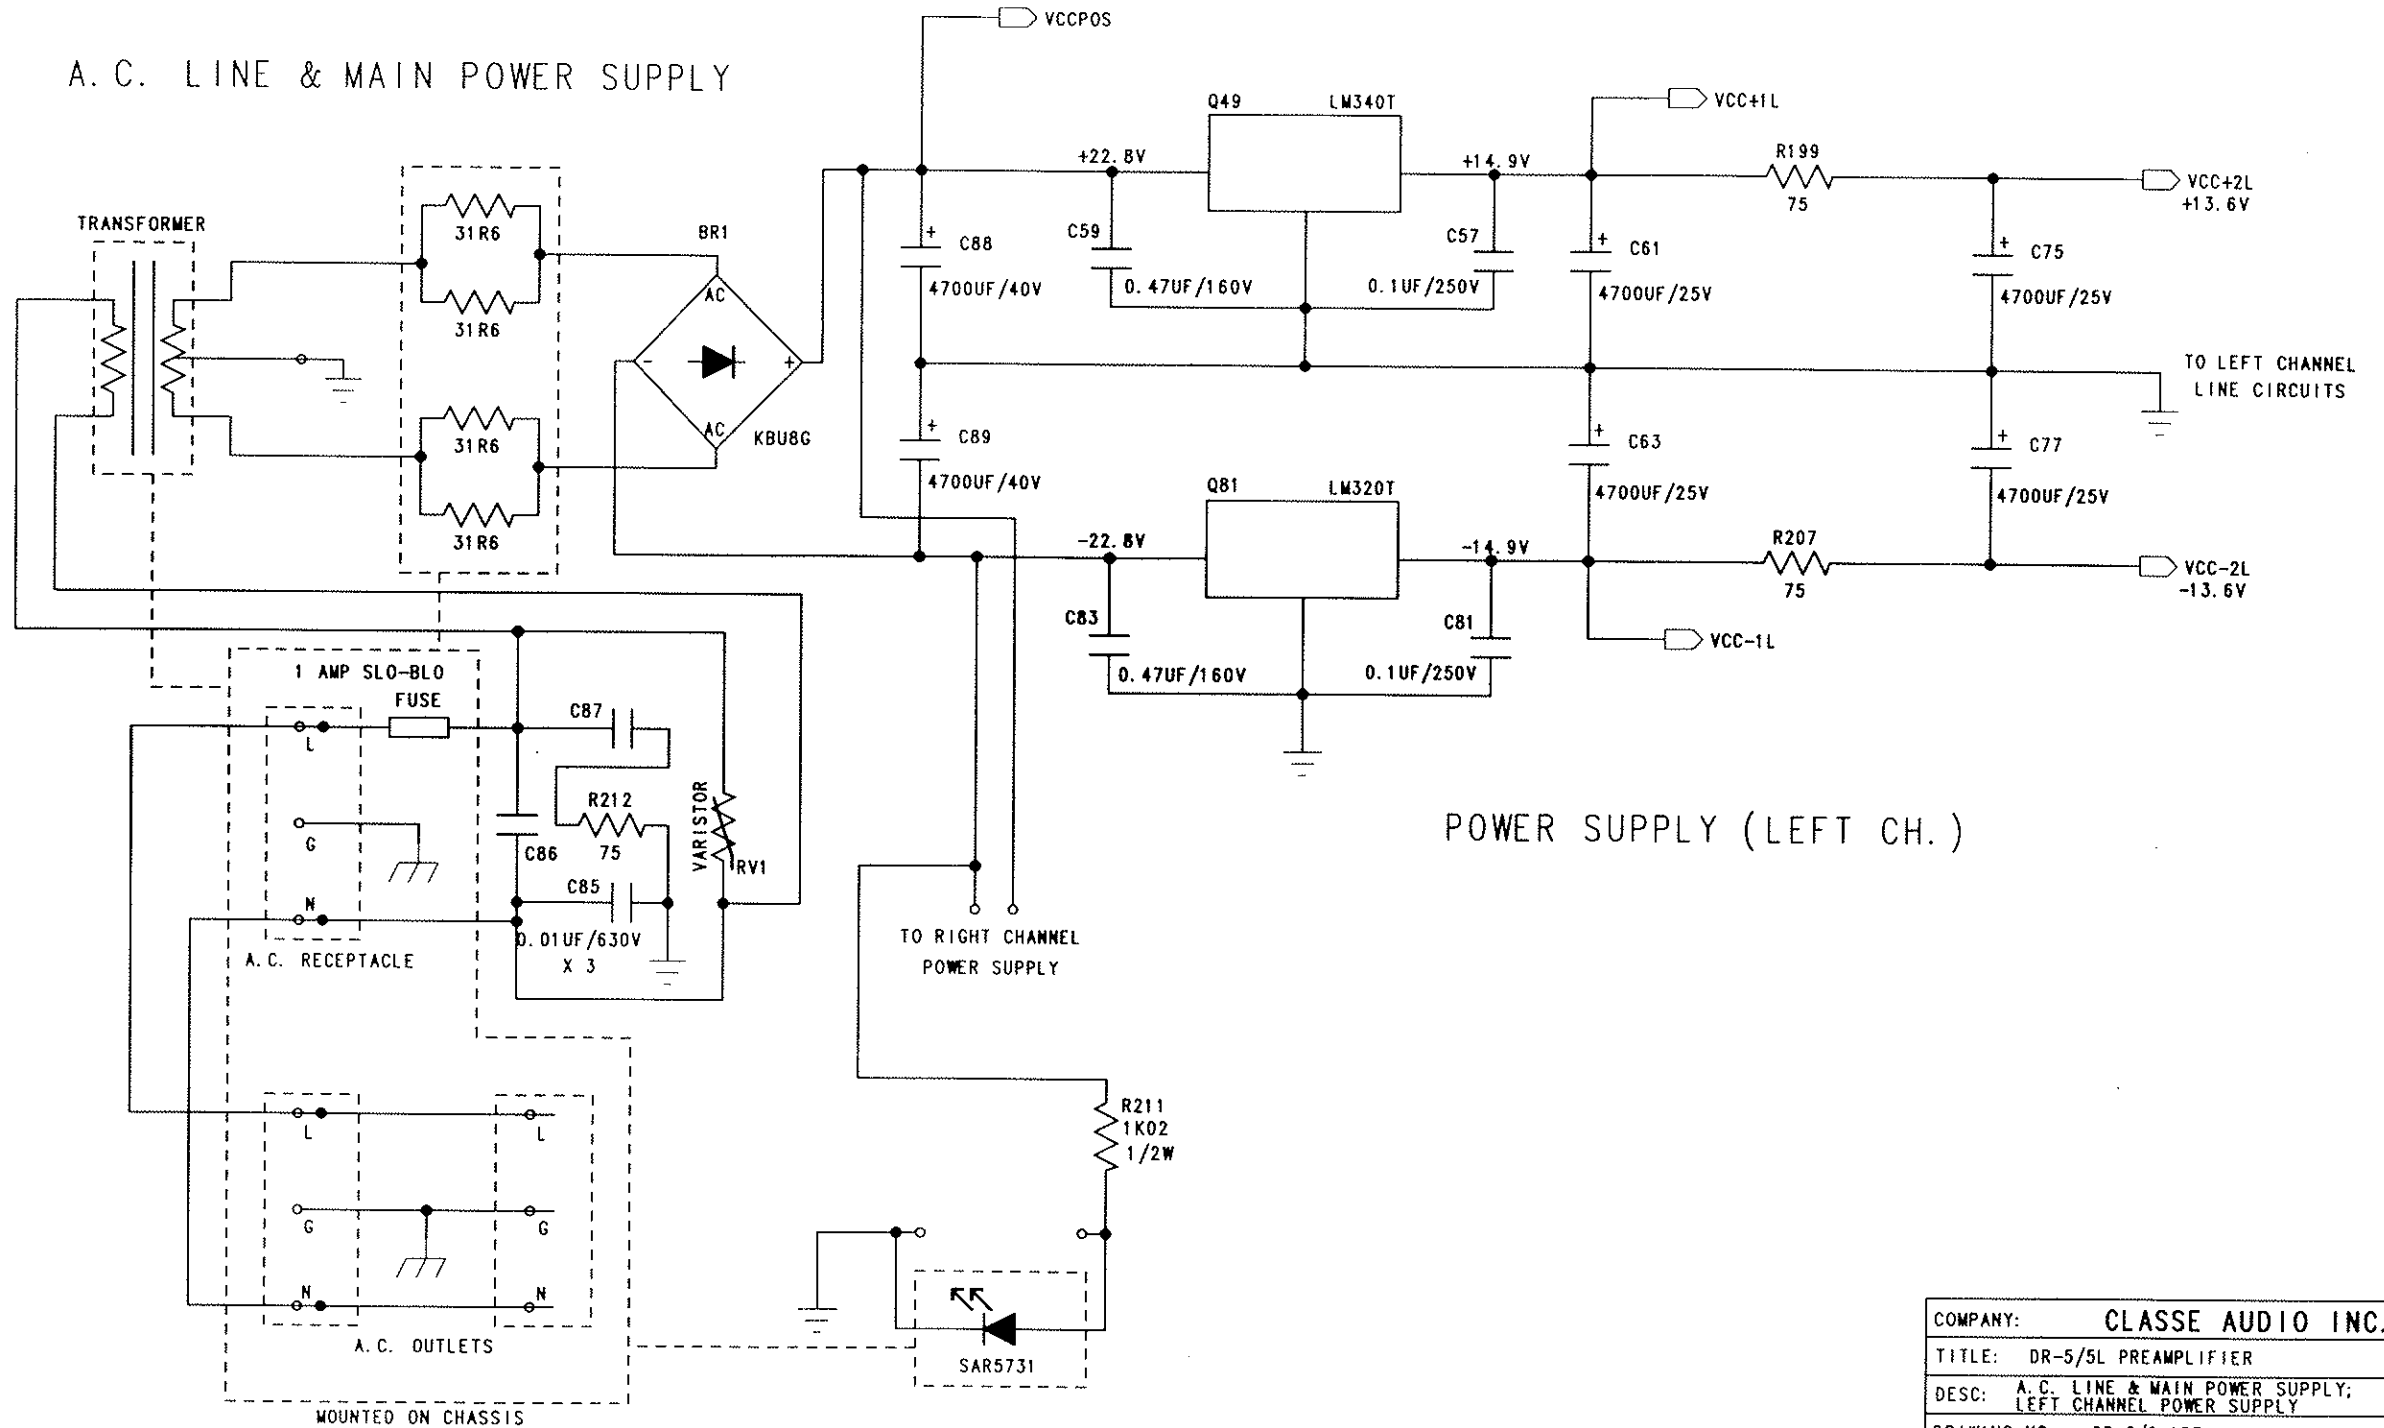 A.C. LINE & MAIN POWER SUPPLY
VCCPOS
Q49 LM340T
VCC+1L
+22.8V
+14.9V
R199
75
VCC+2L
+13.6V
TRANSFORMER
31R6
31R6
31R6
31R6
BR1
AC
-
+
AC
KBU8G
+
C88
4700UF/40V
C59
0.47UF/160V
C57
0.1UF/250V
+
C61
4700UF/25V
+
C75
4700UF/25V
TO LEFT CHANNEL
LINE CIRCUITS
+
C89
4700UF/40V
+
C63
4700UF/25V
+
C77
4700UF/25V
Q81 LM320T
-22.8V
-14.9V
R207
75
VCC-2L
-13.6V
C83
0.47UF/160V
C81
0.1UF/250V
VCC-1L
1 AMP SLO-BLO
FUSE
L
G
N
A.C. RECEPTACLE
C87
R212
75
C86
C85
0.01UF/630V
X 3
VARISTOR
RV1
POWER SUPPLY (LEFT CH.)
TO RIGHT CHANNEL
POWER SUPPLY
R211
1K02
1/2W
L
L
G
G
N
N
A.C. OUTLETS
SAR5731
MOUNTED ON CHASSIS
COMPANY: CLASSE AUDIO INC.
TITLE: DR-5/5L PREAMPLIFIER
DESC: A.C. LINE & MAIN POWER SUPPLY;
LEFT CHANNEL POWER SUPPLY